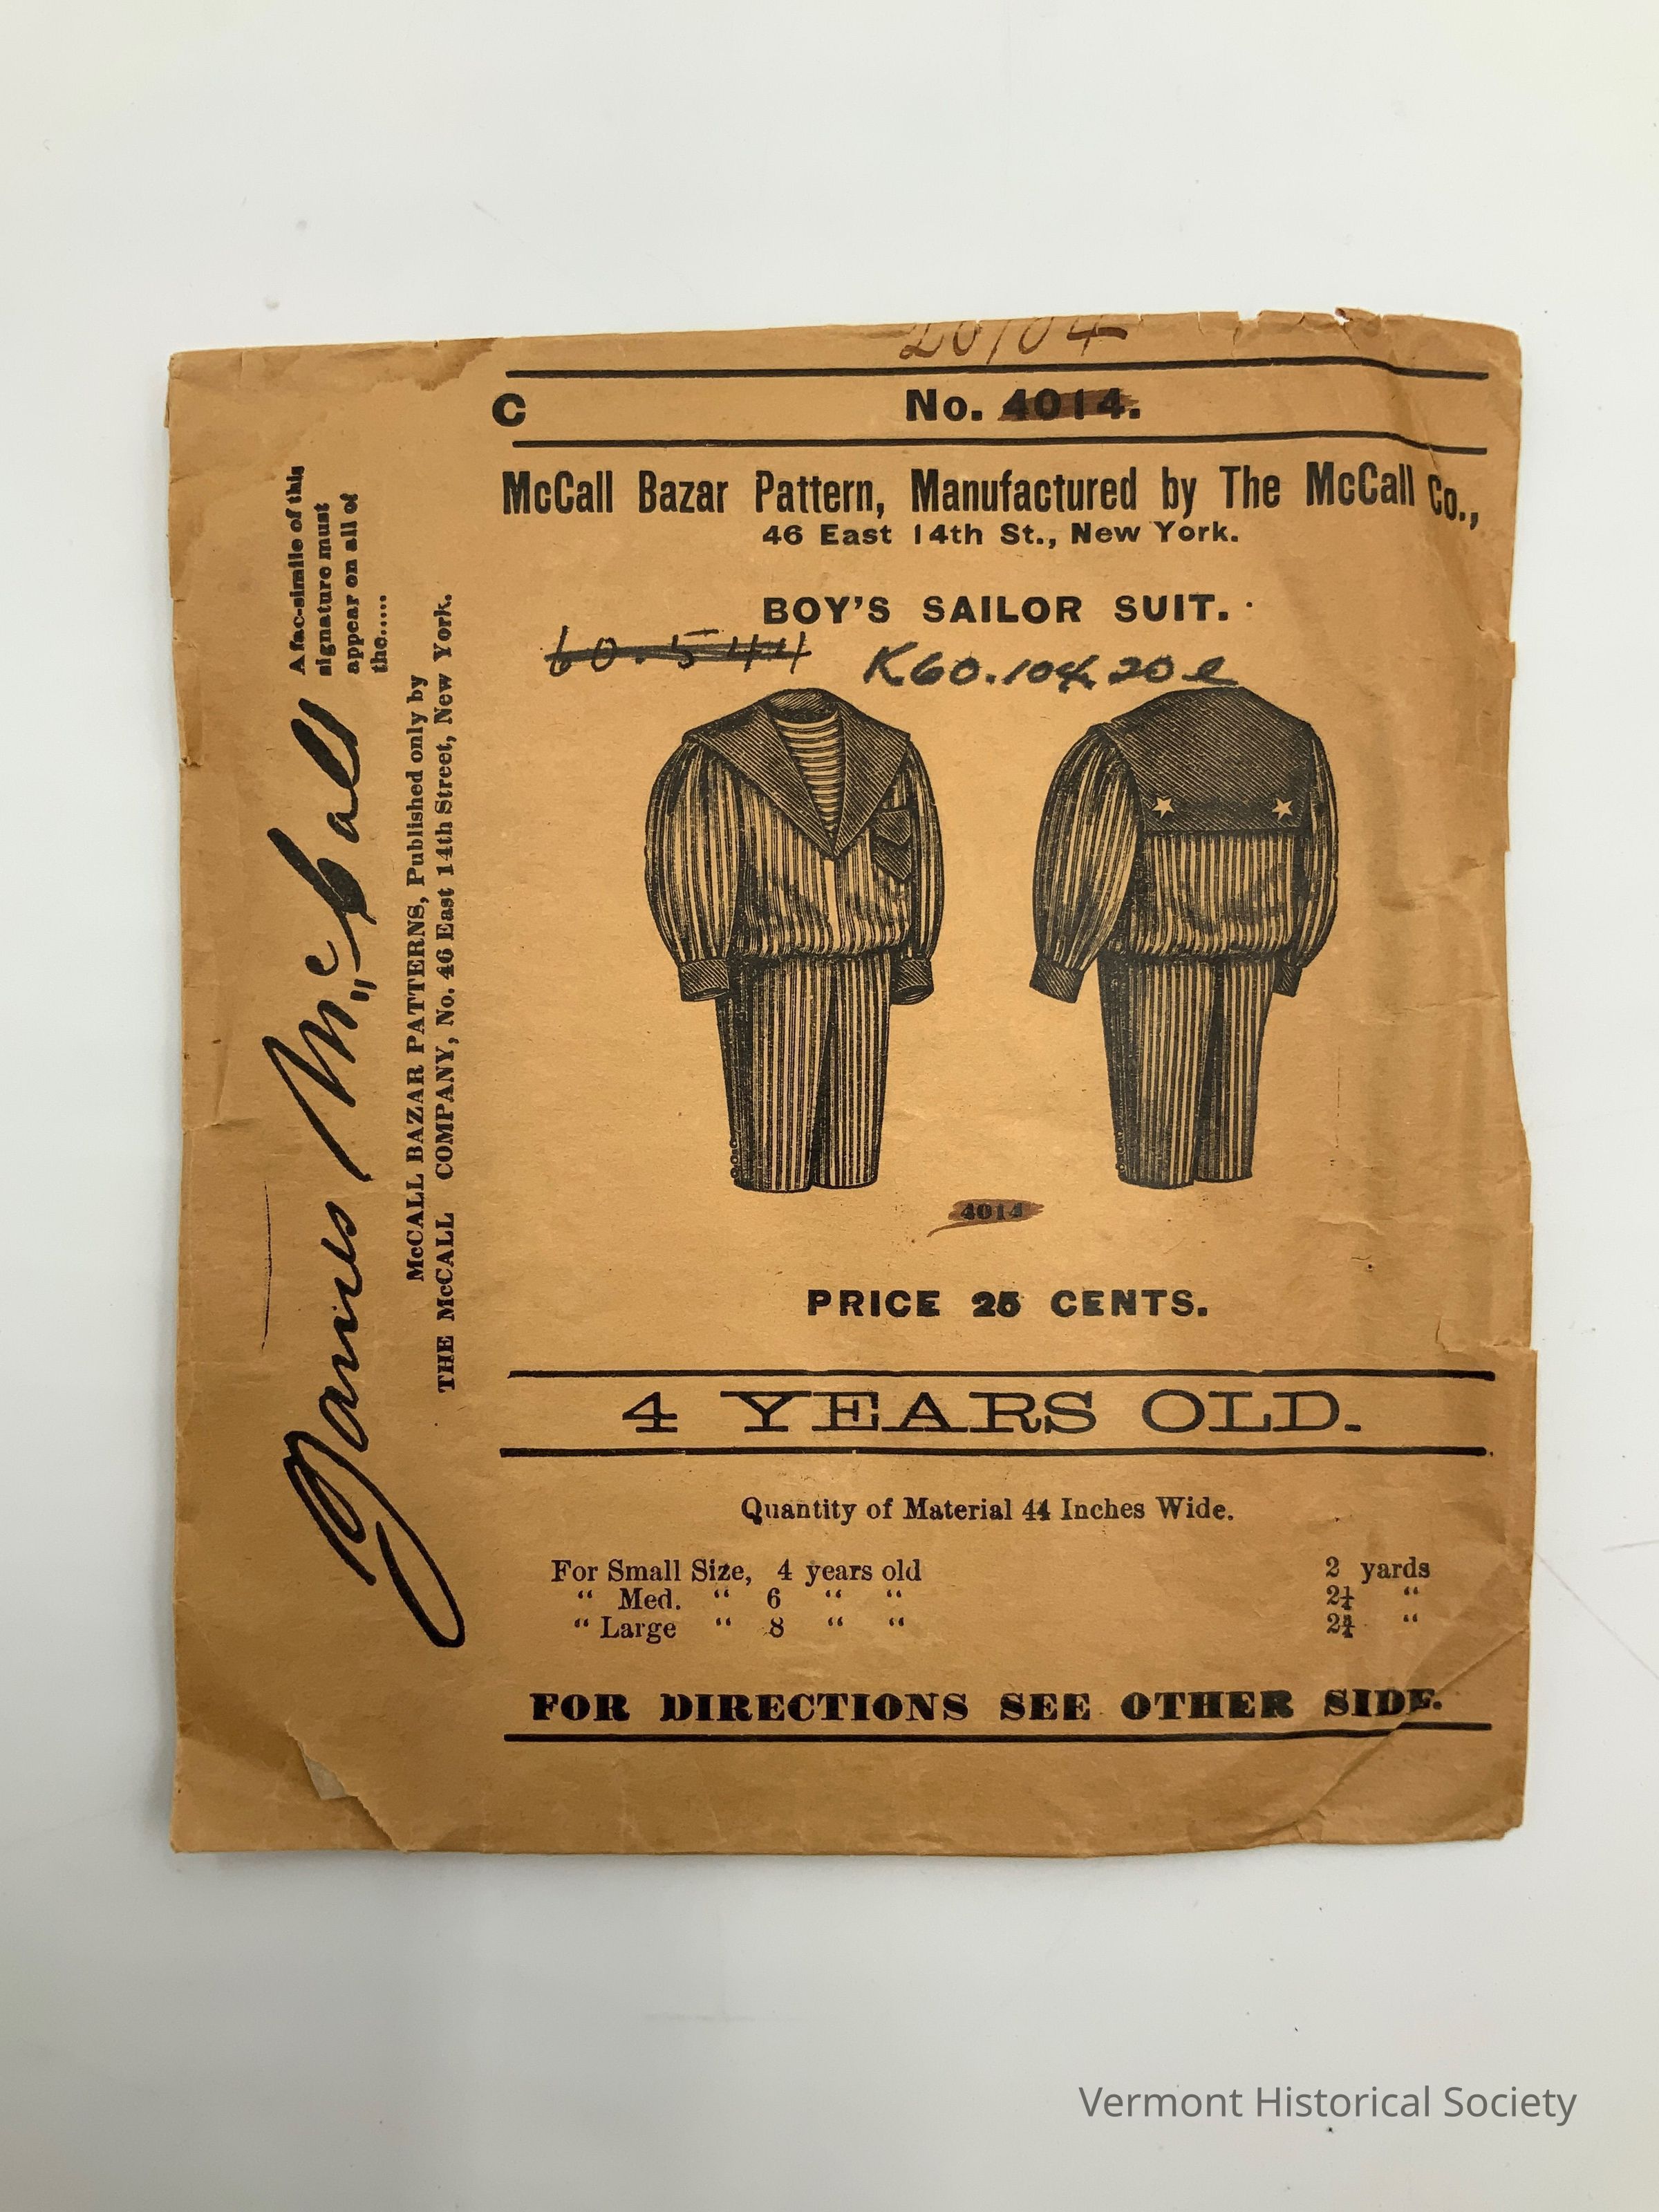 20104
C
No. 4014.
McCall Bazar Pattern, Manufactured by The McCall Co.,
46 East 14th St., New York.
BOY'S SAILOR SUIT.
60.544
K60.104
4014
PRICE 25 CENTS.
4 YEARS OLD.
Quantity of Material 44 Inches Wide.
For Small Size, 4 years old 2 yards
“ Med. “ 6 “ “ 2¼ “
“ Large “ 8 “ “ “
FOR DIRECTIONS SEE OTHER SIDE.
James McCall
A fac-simile of this
signature must
appear on all of
the.....
McCALL BAZAR PATTERNS, Published only by
THE McCALL COMPANY, No. 46 East 14th Street, New York.
Vermont Historical Society